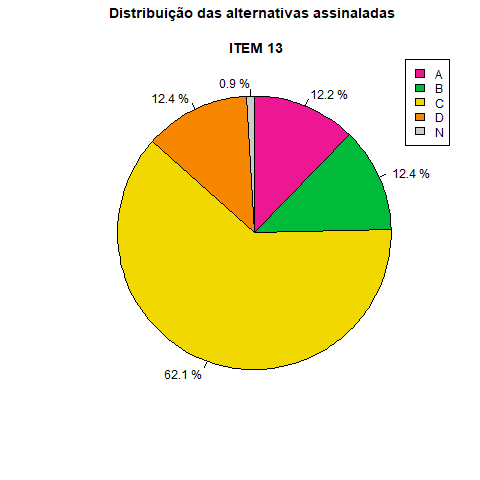 Distribuição das alternativas assinaladas
ITEM 13
A
B
C
D
N
0.9 %
12.2 %
12.4 %
12.4 %
62.1 %